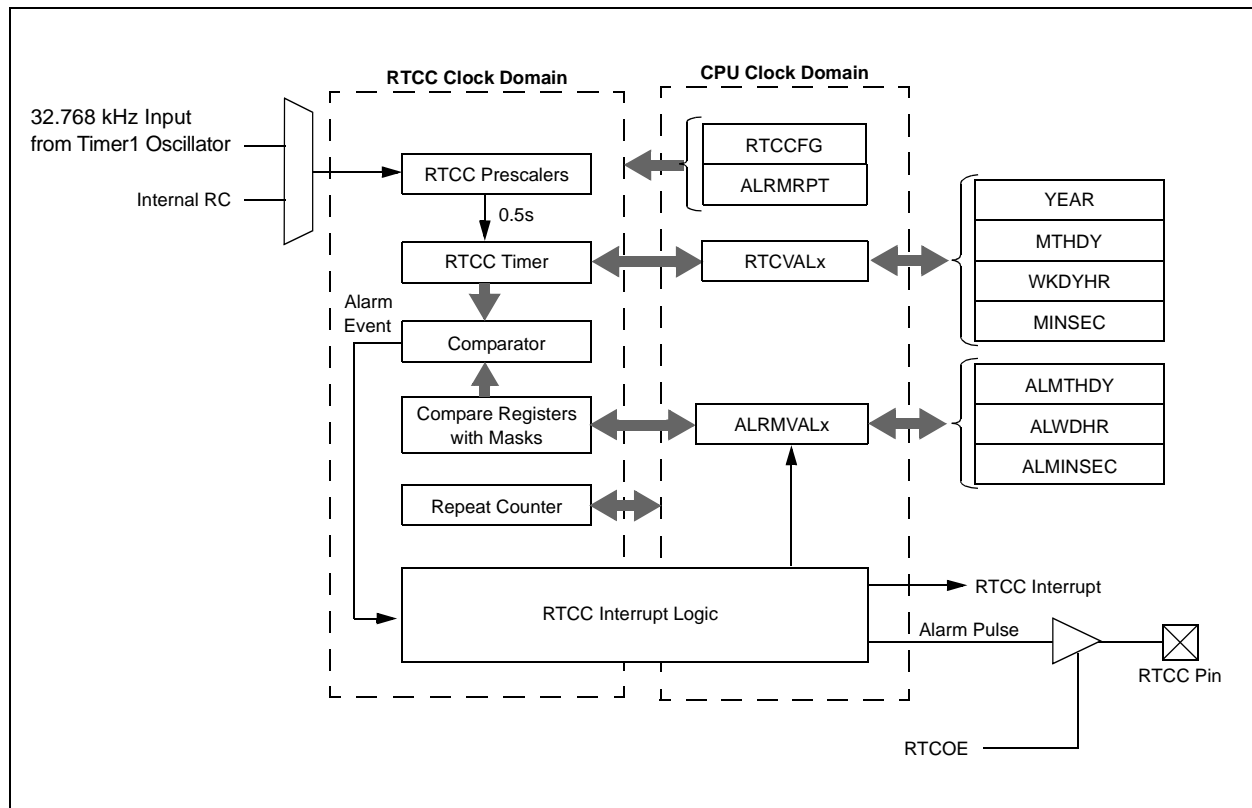 RTCC Clock Domain
CPU Clock Domain
32.768 kHz Input
from Timer1 Oscillator
Internal RC
RTCC Prescalers
0.5s
RTCC Timer
Alarm
Event
Comparator
Compare Registers
with Masks
Repeat Counter
RTCC Interrupt Logic
RTCCFG
ALRMRPT
RTCVALx
ALRMVALx
YEAR
MTHDY
WKDYHR
MINSEC
ALMTHDY
ALWDHR
ALMINSEC
RTCC Interrupt
Alarm Pulse
RTCC Pin
RTCOE